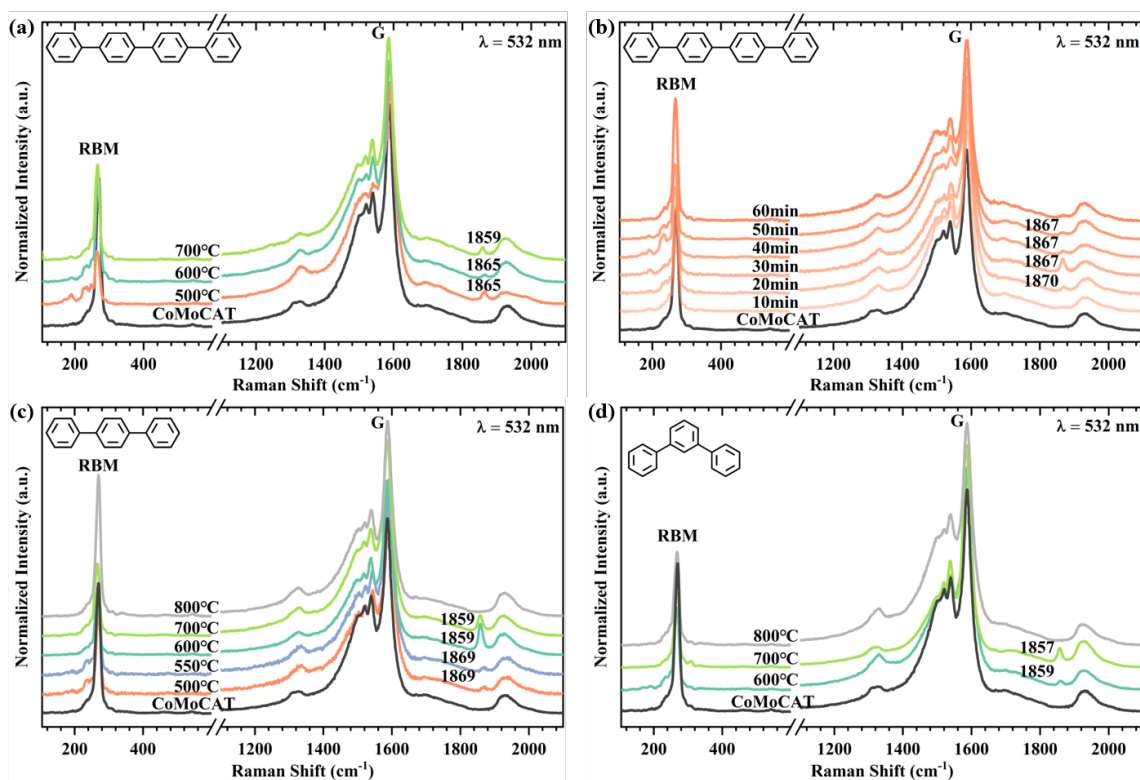 (a)
G
λ = 532 nm
RBM
700°C
1859
600°C
1865
500°C
1865
CoMoCAT
Normalized Intensity (a.u.)
200 400 1200 1400 1600 1800 2000
Raman Shift (cm-1)
(b)
G
λ = 532 nm
RBM
60min
50min
1867
40min
1867
30min
1867
20min
1870
10min
CoMoCAT
Normalized Intensity (a.u.)
200 400 1200 1400 1600 1800 2000
Raman Shift (cm-1)
(c)
G
λ = 532 nm
RBM
800°C
700°C
1859
600°C
1859
550°C
1869
500°C
1869
CoMoCAT
Normalized Intensity (a.u.)
200 400 1200 1400 1600 1800 2000
Raman Shift (cm-1)
(d)
G
λ = 532 nm
RBM
800°C
700°C
1857
600°C
1859
CoMoCAT
Normalized Intensity (a.u.)
200 400 1200 1400 1600 1800 2000
Raman Shift (cm-1)